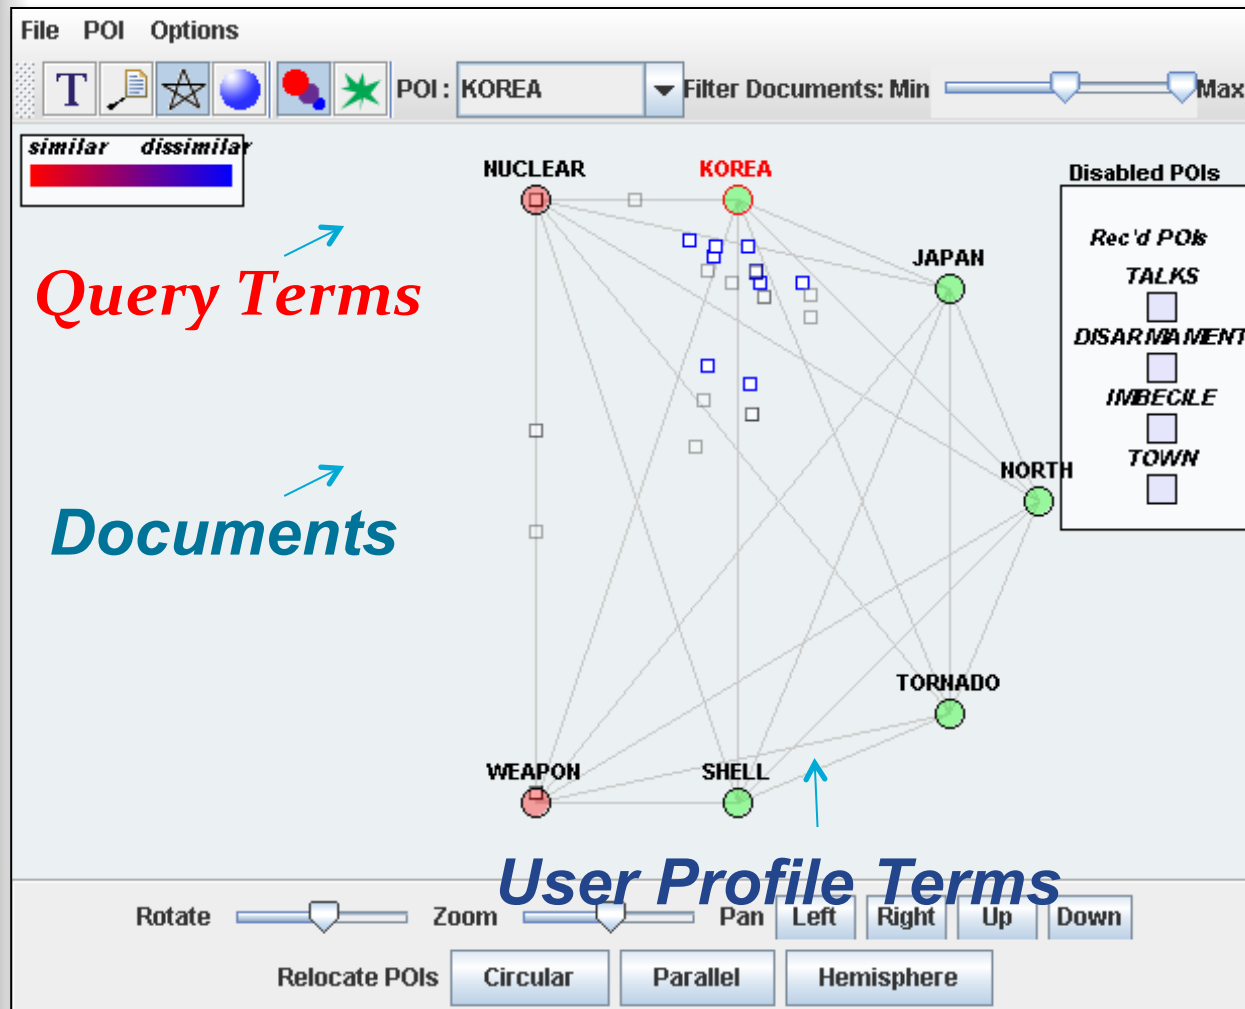 File POI Options
T POI: KOREA Filter Documents: Min Max
similar dissimilar
NUCLEAR KOREA
Disabled POIs
Rec'd POIs
JAPAN
TALKS
Query Terms
DISARMAMENT
IMBECILE
TOWN
NORTH
Documents
TORNADO
WEAPON SHELL
User Profile Terms
Rotate Zoom Pan Left Right Up Down
Relocate POIs Circular Parallel Hemisphere